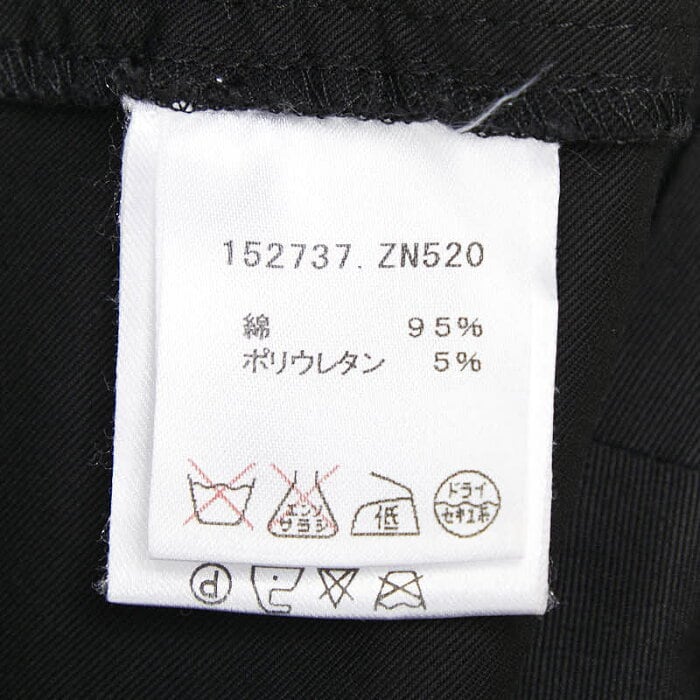 152737. ZN520
綿 95%
ポリウレタン 5%
エンソ
サラシ
低
ドライ
セキユ系
P